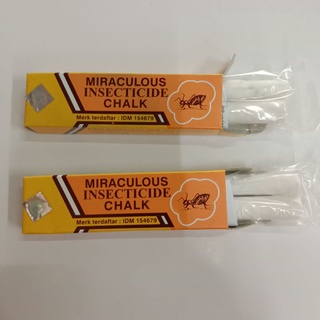 MIRACULOUS
INSECTICIDE
CHALK
Merk terdaftar : IDM 154679
MIRACULOUS
INSECTICIDE
CHALK
Merk terdaftar : IDM 154679